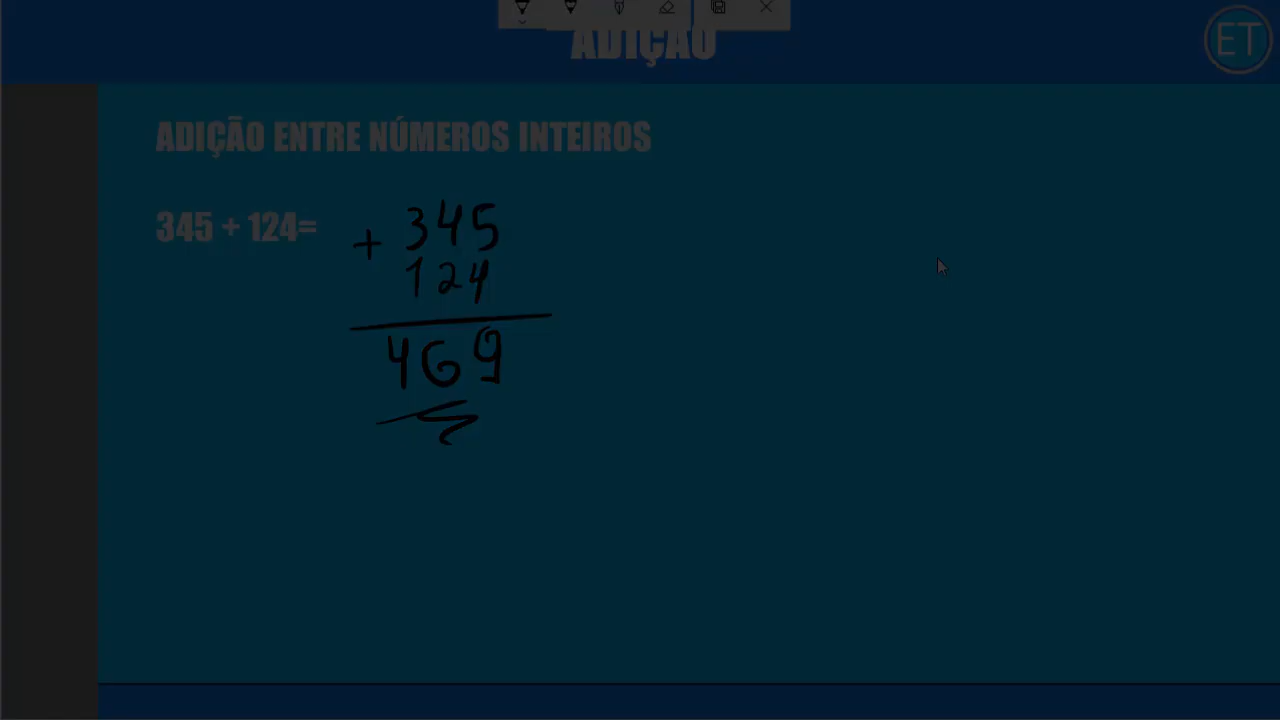 ADIÇÃO
ET
ADIÇÃO ENTRE NÚMEROS INTEIROS
345 + 124=
+ 345
124
469